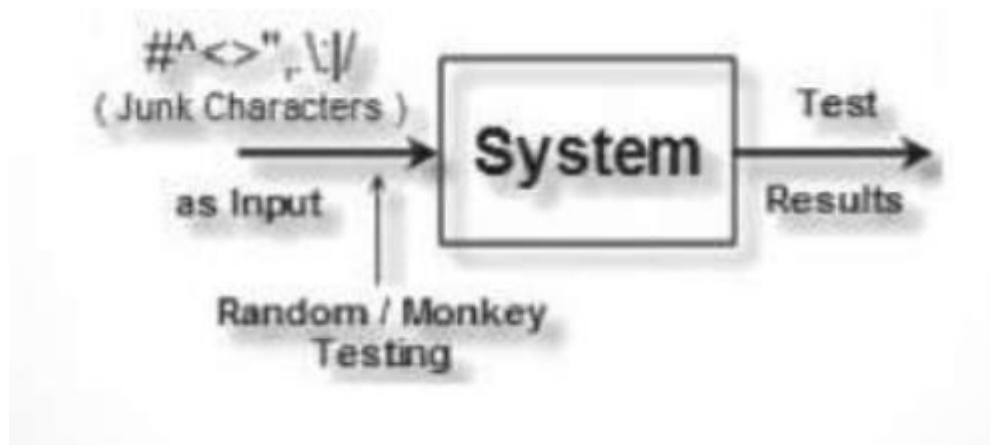 #^<>",.\;|/
( Junk Characters )
as Input
System
Test
Results
Random / Monkey
Testing